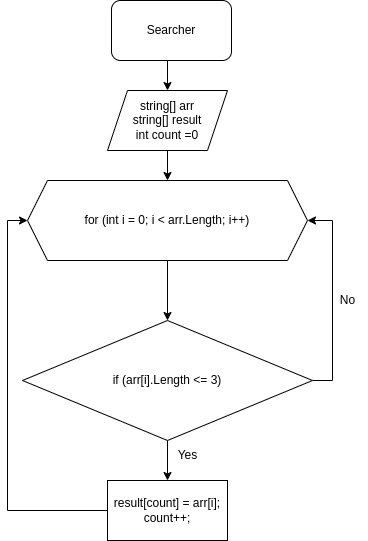 Searcher
string[] arr
string[] result
int count =0
for (int i = 0; i < arr.Length; i++)
No
if (arr[i].Length <= 3)
Yes
result[count] = arr[i];
count++;